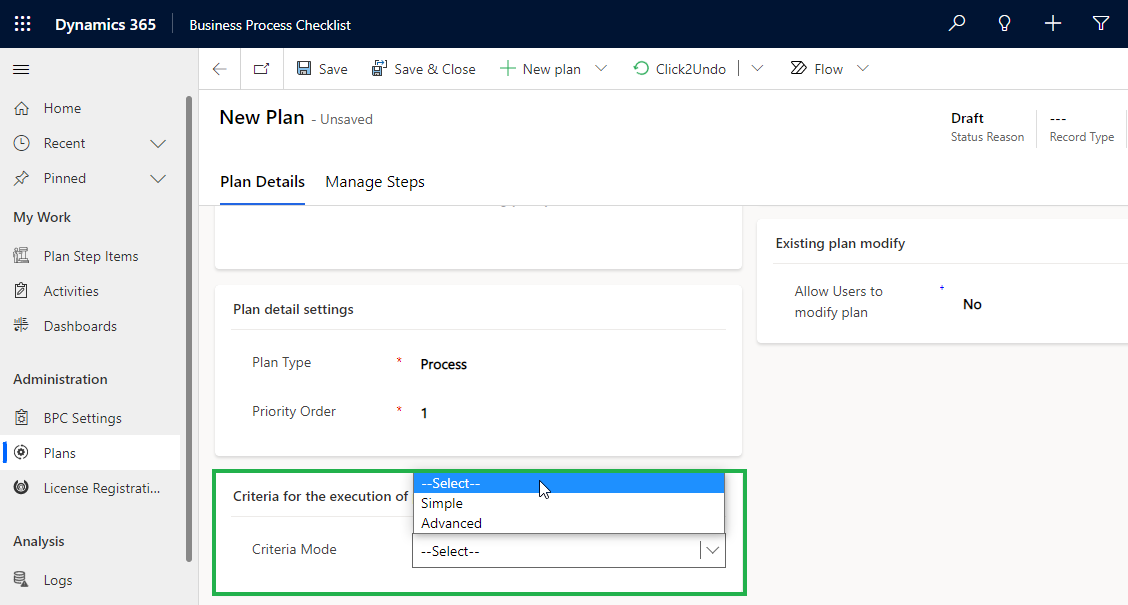 Dynamics 365
Business Process Checklist
Save
Save & Close
New plan
Click2Undo
Flow
Home
Recent
Pinned
My Work
Plan Step Items
Activities
Dashboards
Administration
BPC Settings
Plans
License Registrati...
Analysis
Logs
New Plan - Unsaved
Draft
Status Reason
---
Record Type
Plan Details
Manage Steps
Plan detail settings
Plan Type
*
Process
Priority Order
*
1
Criteria for the execution of
--Select--
Simple
Advanced
Criteria Mode
--Select--
Existing plan modify
Allow Users to
modify plan
+
No